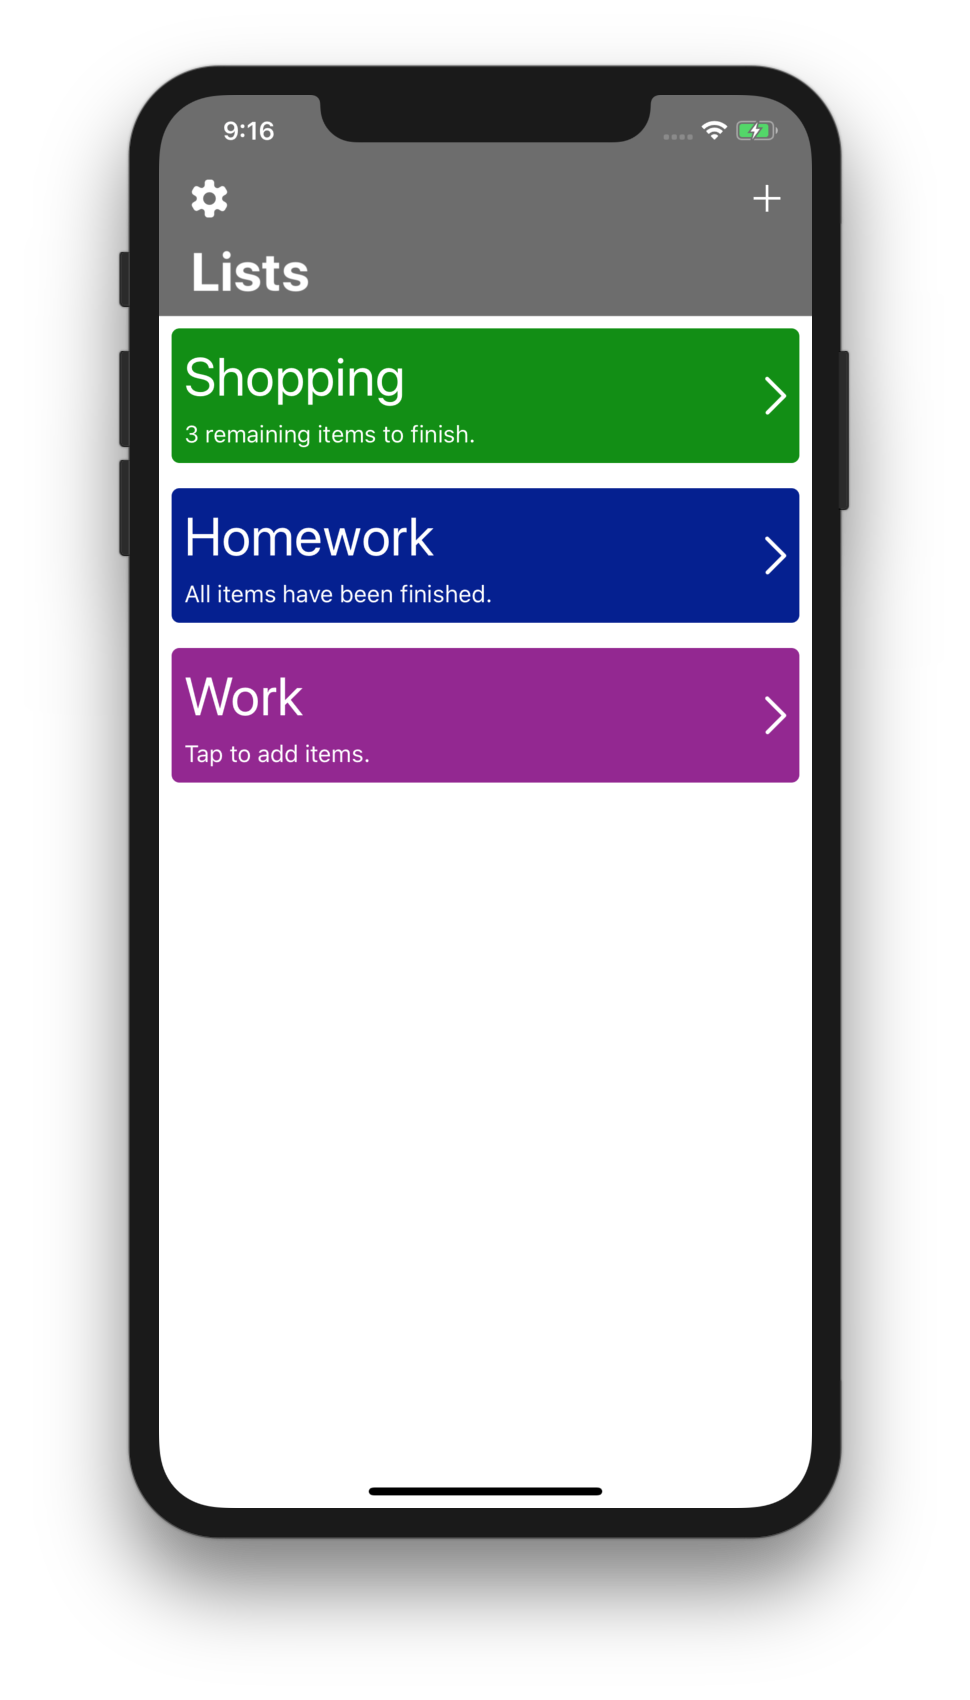 9:16
Lists
Shopping
3 remaining items to finish.
Homework
All items have been finished.
Work
Tap to add items.